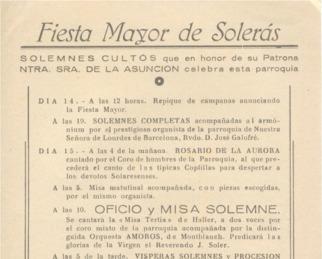 Fiesta Mayor de Solerás
SOLEMNES CULTOS que en honor de su Patrona
NTRA. SRA. DE LA ASUNCION celebra esta parroquia
DIA 14. - A las 12 horas. Repique de campanas anunciando
la Fiesta Mayor.
A las 19. SOLEMNES COMPLETAS acompañadas al armó-
nium por el prestigioso organista de la parroquia de Nuestra
Señora de Lourdes de Barcelona, Rvdo. D. José Galofré.
DIA 15. - A las 4 de la mañana. ROSARIO DE LA AURORA
cantado por el Coro de hombres de la Parroquia, al que pre-
cederá el canto de las típicas Coplillas para despertar a
los devotos Solaresenses.
A las 5. Misa matutinal acompañada, con piezas escogidas,
por el mismo organista.
A las 10. OFICIO y MISA SOLEMNE.
Se cantará la «Misa Tertia» de Haller, a dos voces por
el coro mixto de la parroquia acompañada por la distin-
guida Orquesta AMOROS, de Montblanch. Predicará las
glorias de la Virgen el Reverendo J. Soler.
A las 5 de la tarde. VISPERAS SOLEMNES y PROCESION